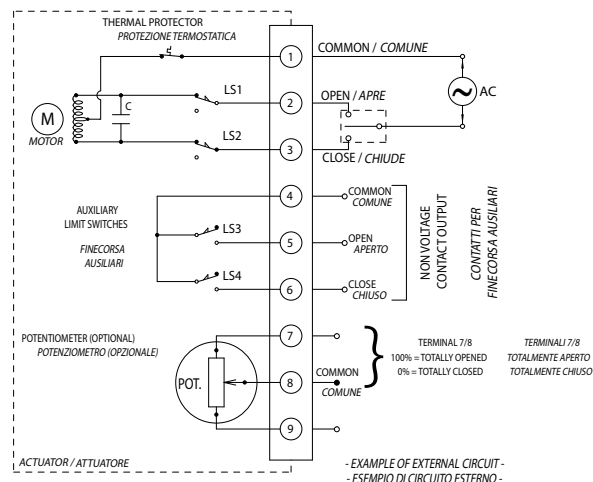 THERMAL PROTECTOR
PROTEZIONE TERMOSTATICA
1
COMMON / COMUNE
AC
LS1
2
OPEN / APRE
C
M
MOTOR
LS2
3
CLOSE / CHIUDE
4
COMMON
COMUNE
AUXILIARY
LIMIT SWITCHES
FINECORSA
AUSILIARI
LS3
5
OPEN
APERTO
LS4
6
CLOSE
CHIUSO
NON VOLTAGE
CONTACT OUTPUT
CONTATTI PER
FINECORSA AUSILIARI
POTENTIOMETER (OPTIONAL)
POTENZIOMETRO (OPZIONALE)
7
POT.
8
COMMON
COMUNE
9
TERMINAL 7/8
100% = TOTALLY OPENED
0% = TOTALLY CLOSED
TERMINALI 7/8
TOTALMENTE APERTO
TOTALMENTE CHIUSO
ACTUATOR / ATTUATORE
- EXAMPLE OF EXTERNAL CIRCUIT -
- ESEMPIO DI CIRCUITO ESTERNO -